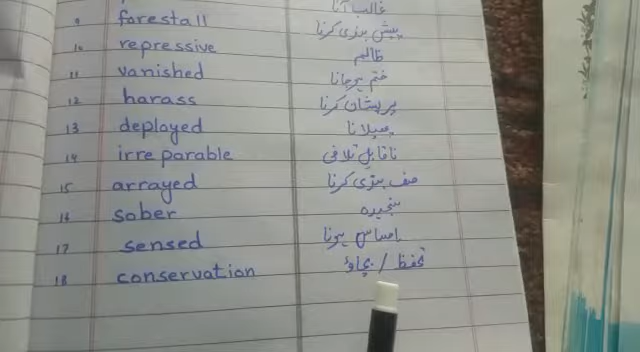 غالب آنا
9 forestall پیش بندی کرنا
10 repressive ظالم
11 vanished ختم ہوجانا
12 harass پریشان کرنا
13 deployed پھیلانا
14 irreparable ناقابلِ تلافی
15 arrayed صف بندی کرنا
16 sober سنجیدہ
17 sensed احساس ہونا
18 conservation تحفظ / بچاؤ